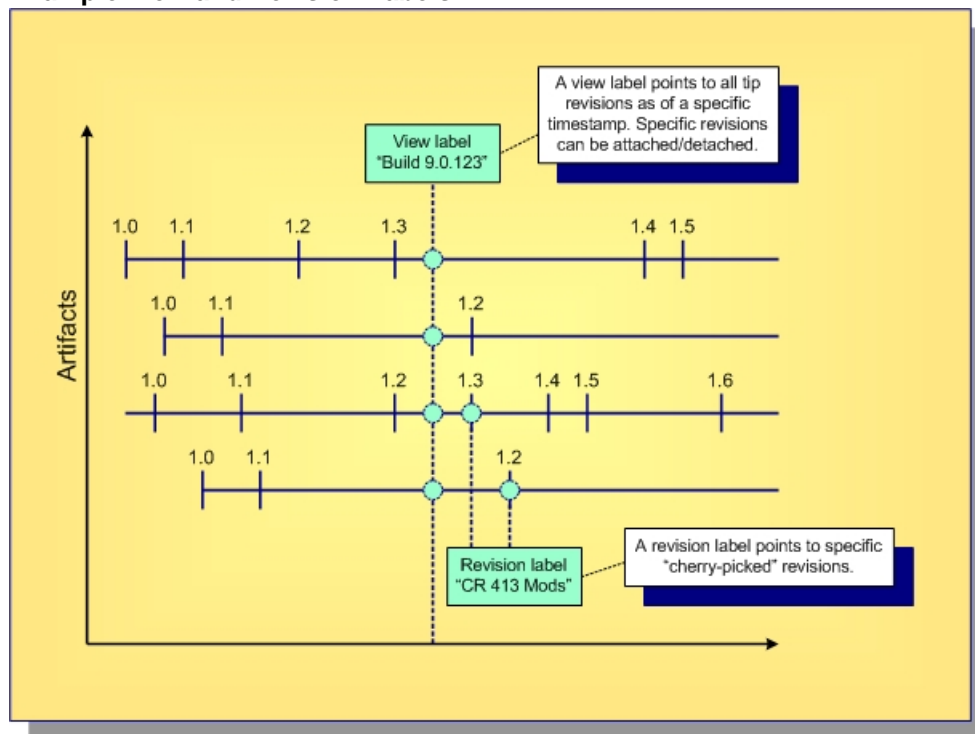 A view label points to all tip
revisions as of a specific
timestamp. Specific revisions
can be attached/detached.
View label
"Build 9.0.123"
1.0 1.1 1.2 1.3 1.4 1.5
1.0 1.1 1.2
Artifacts
1.0 1.1 1.2 1.3 1.4 1.5 1.6
1.0 1.1 1.2
Revision label
"CR 413 Mods"
A revision label points to specific
"cherry-picked" revisions.